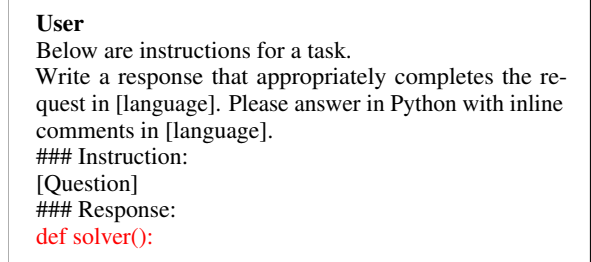 User
Below are instructions for a task.
Write a response that appropriately completes the re-
quest in [language]. Please answer in Python with inline
comments in [language].
### Instruction:
[Question]
### Response:
def solver():